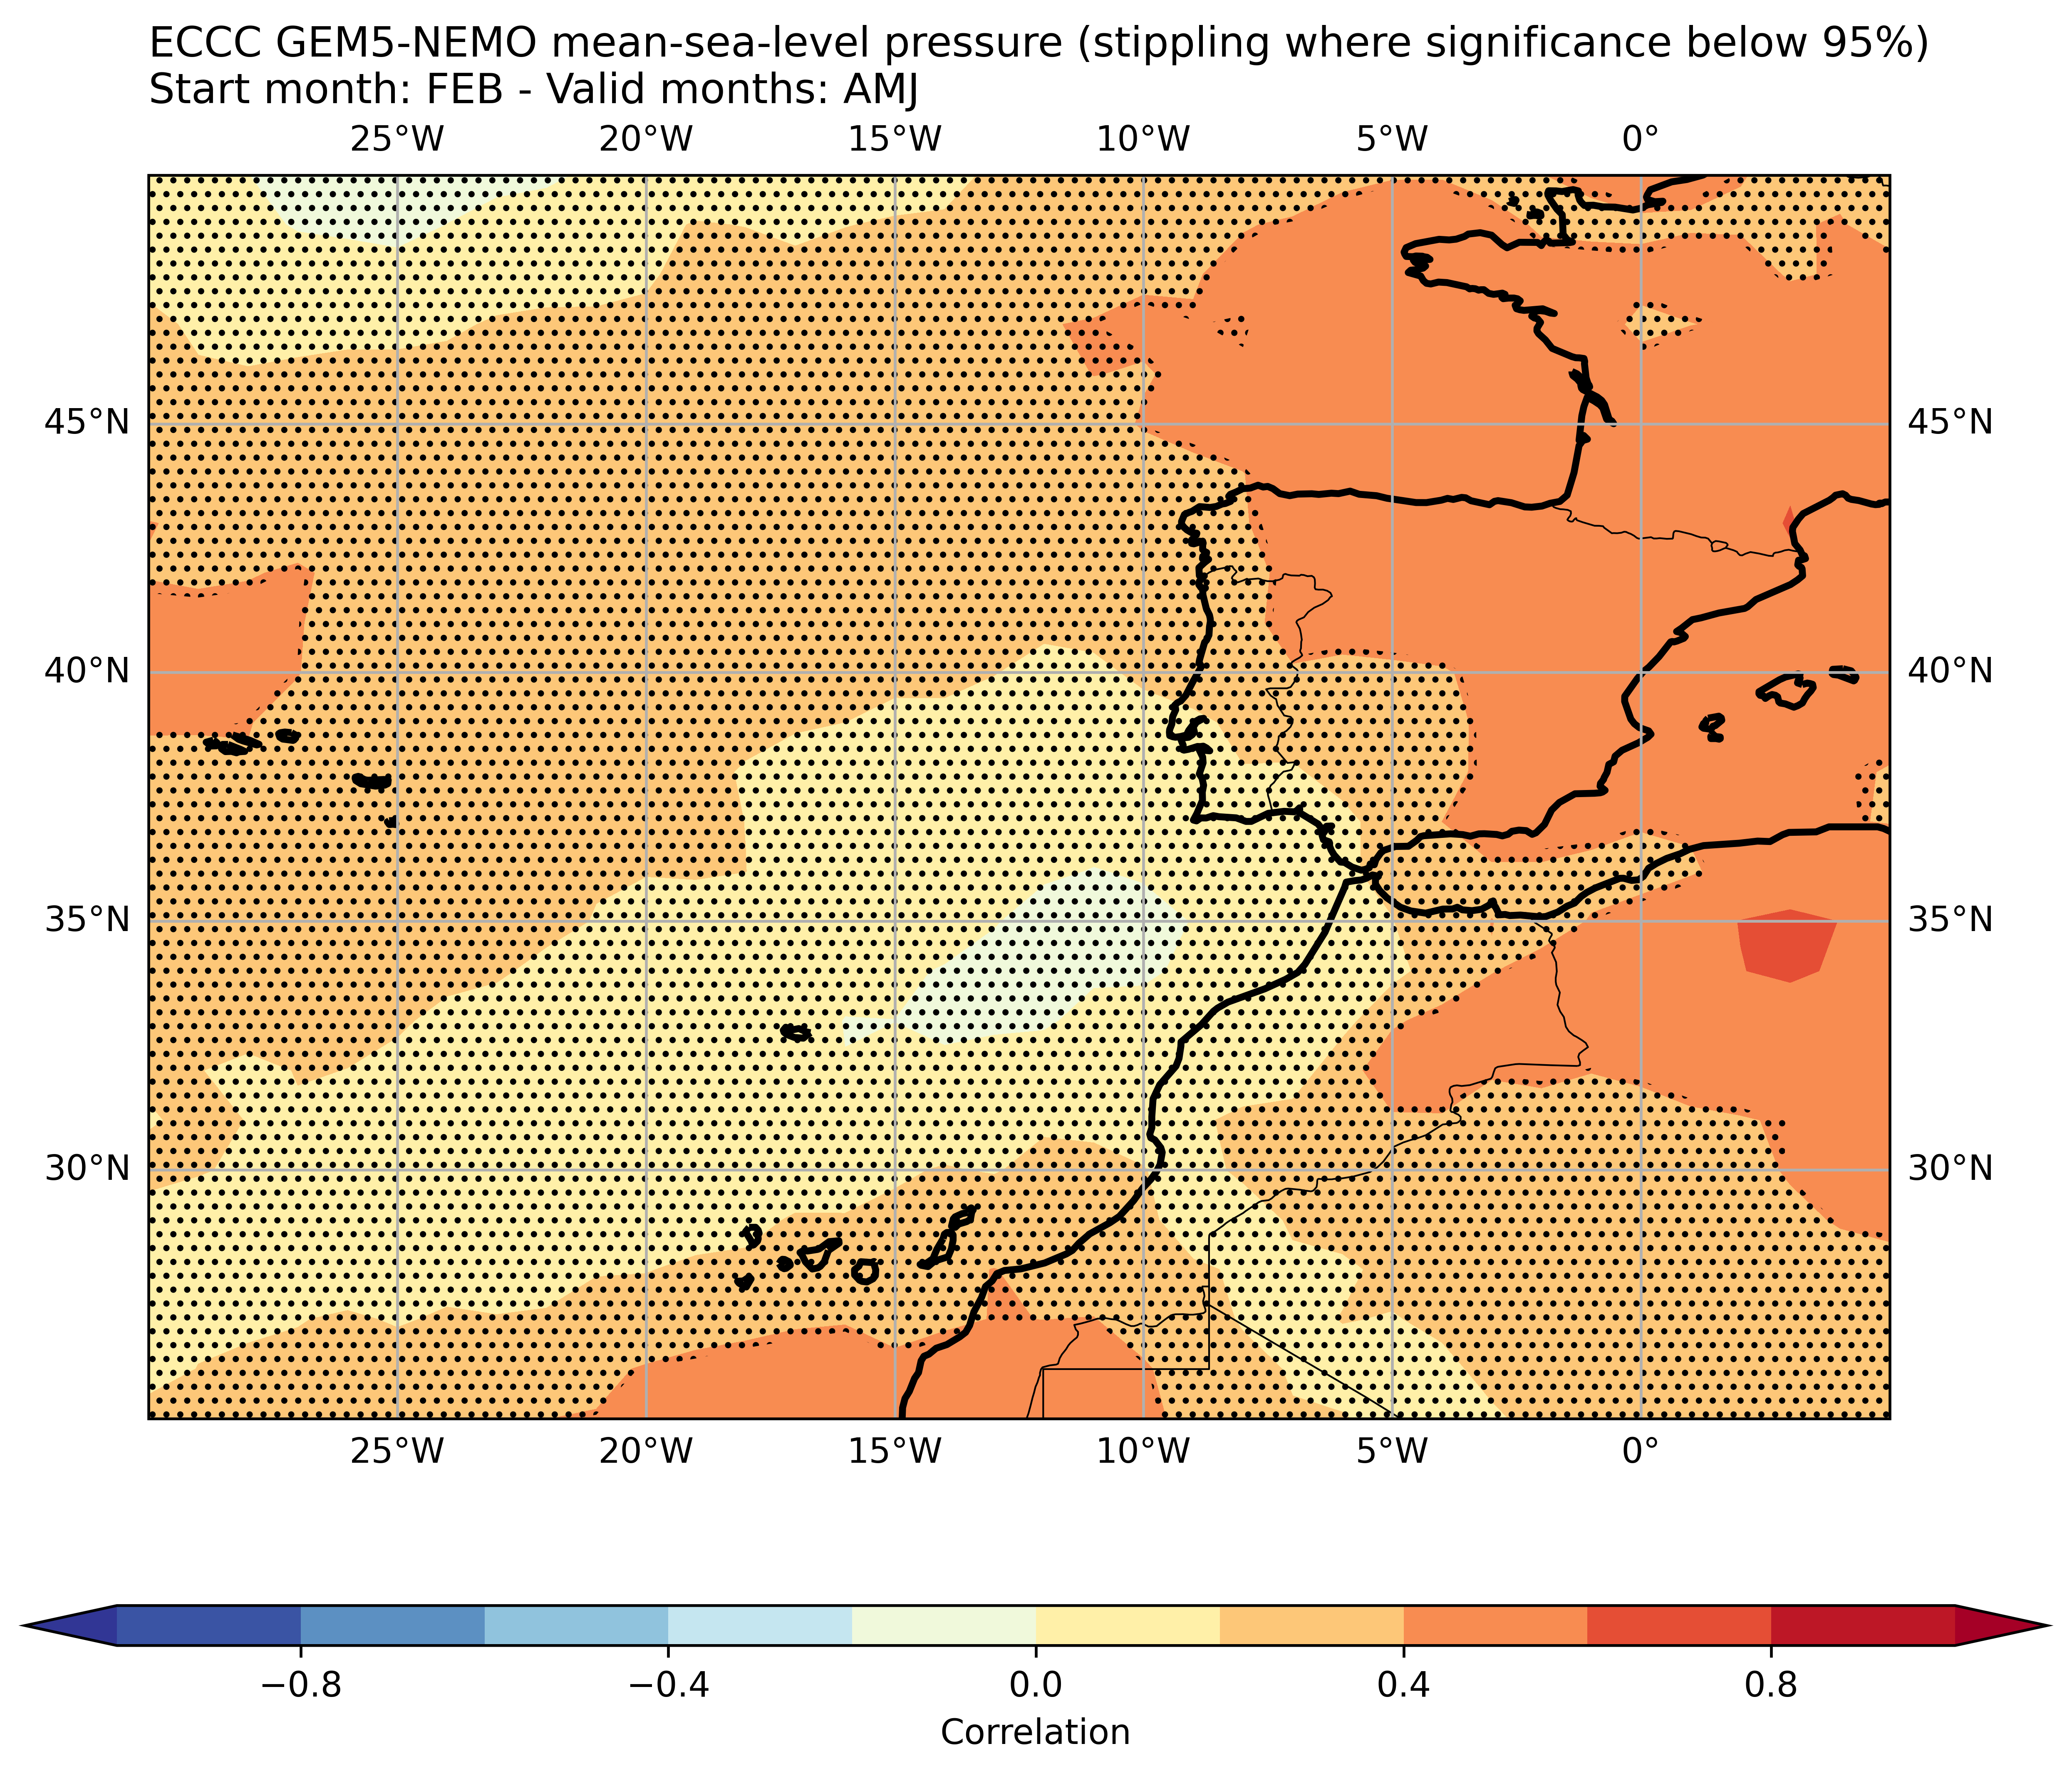 ECCC GEM5-NEMO mean-sea-level pressure (stippling where significance below 95%)
Start month: FEB - Valid months: AMJ
25°W 20°W 15°W 10°W 5°W 0°
45°N 45°N
40°N 40°N
35°N 35°N
30°N 30°N
25°W 20°W 15°W 10°W 5°W 0°
−0.8 −0.4 0.0 0.4 0.8
Correlation